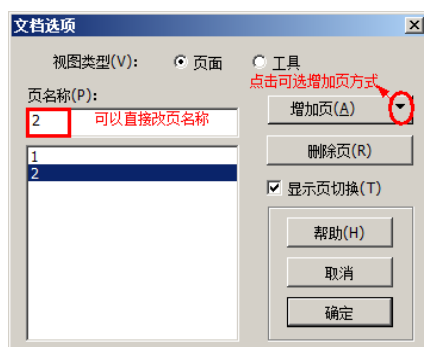 文档选项
视图类型(V): 页面 工具
点击可选增加页方式
页名称(P):
增加页(A)
2 可以直接改页名称
删除页(R)
1
2
显示页切换(T)
帮助(H)
取消
确定